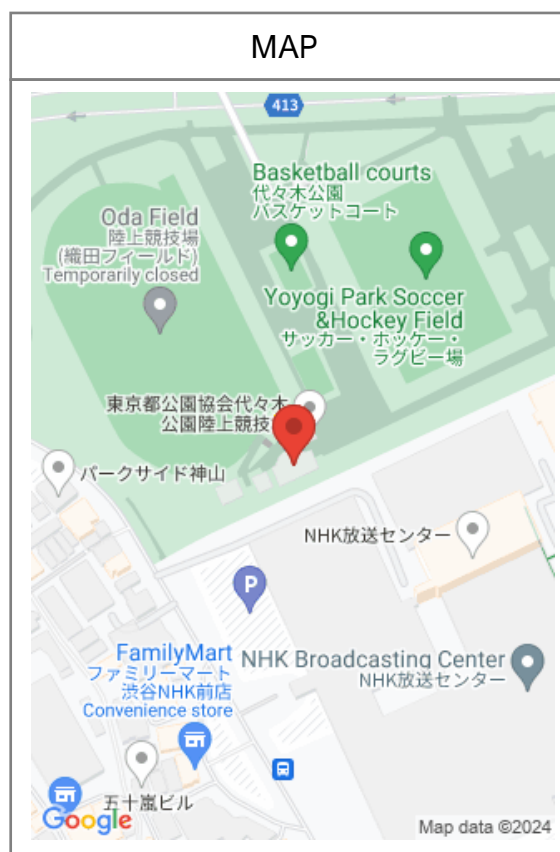 MAP
413
Basketball courts
代々木公園
バスケットコート
Oda Field
陸上競技場
(織田フィールド)
Temporarily closed
Yoyogi Park Soccer
&Hockey Field
サッカー・ホッケー・
ラグビー場
東京都公園協会代々木
公園陸上競技
パークサイド神山
NHK放送センター
P
FamilyMart
ファミリーマート
渋谷NHK前店
Convenience store
NHK Broadcasting Center
NHK放送センター
五十嵐ビル
Google
Map data ©2024